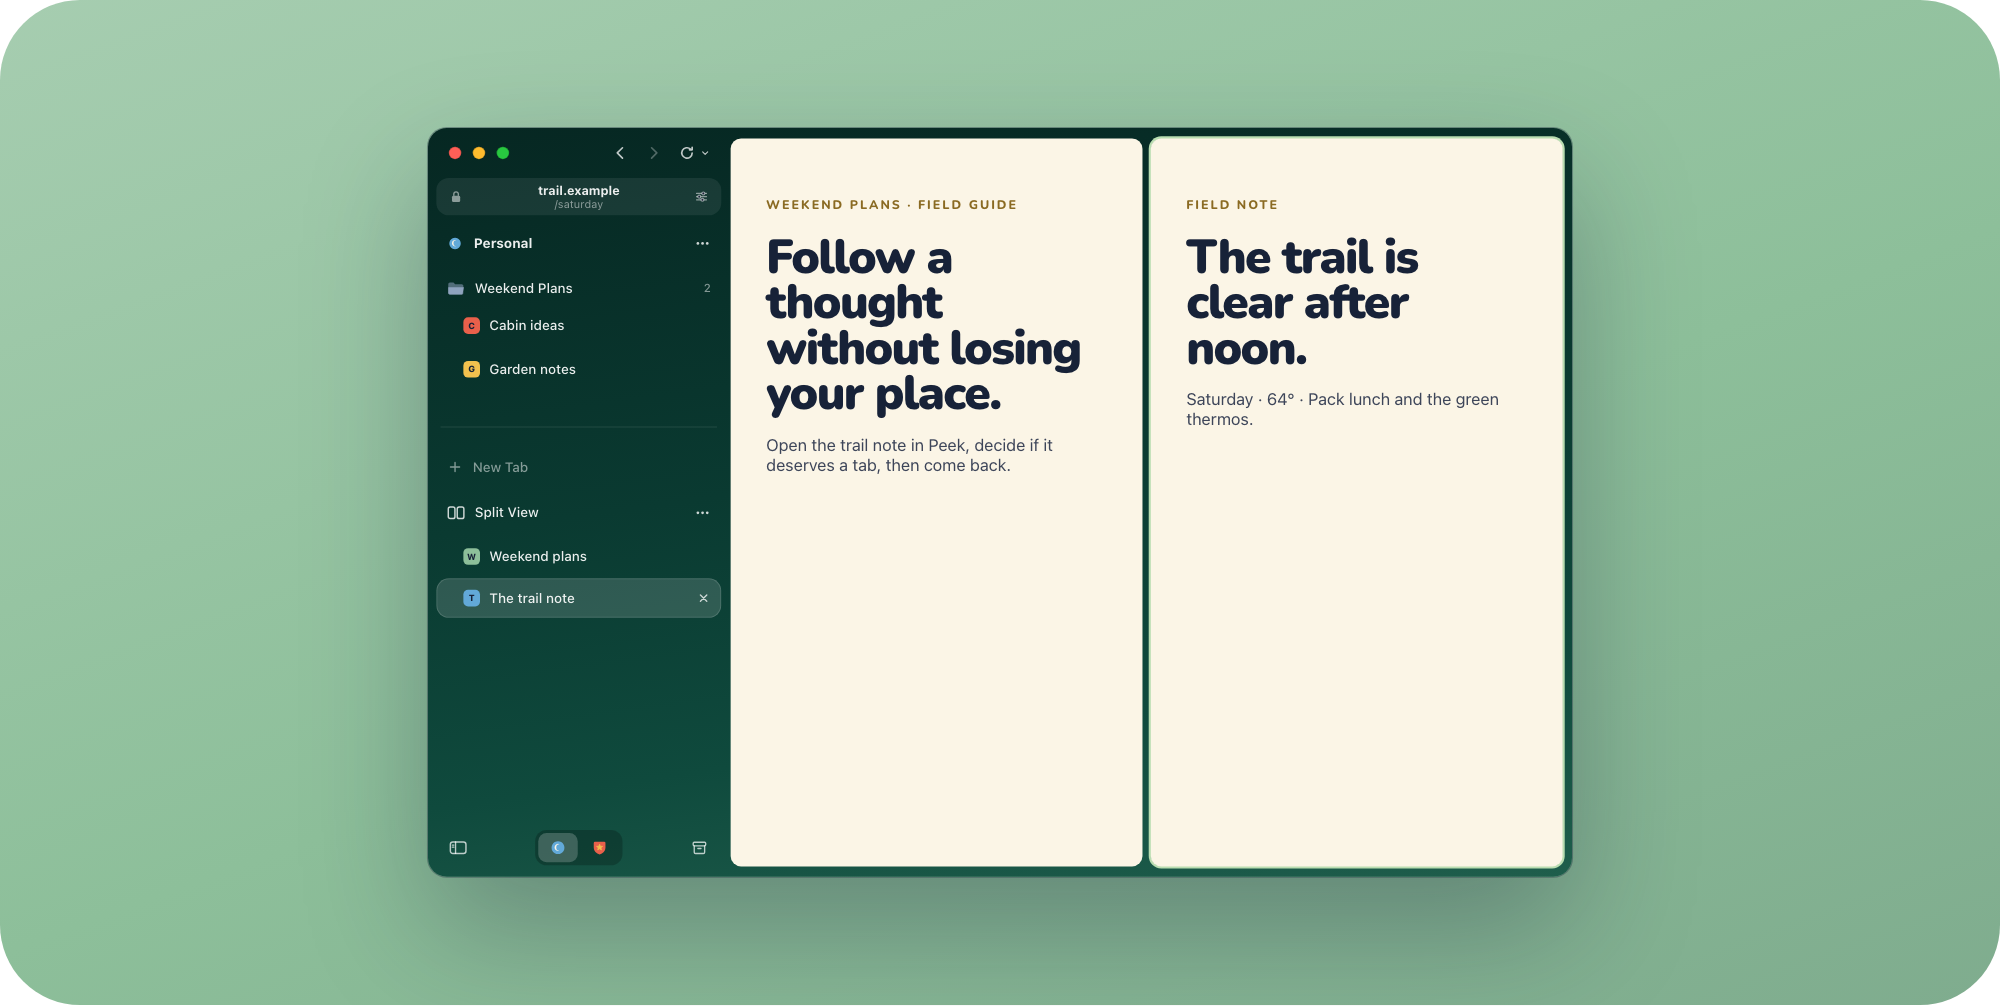 trail.example
/saturday
Personal
Weekend Plans 2
C Cabin ideas
G Garden notes
New Tab
Split View
W Weekend plans
T The trail note
WEEKEND PLANS · FIELD GUIDE
Follow a
thought
without losing
your place.
Open the trail note in Peek, decide if it
deserves a tab, then come back.
FIELD NOTE
The trail is
clear after
noon.
Saturday · 64° · Pack lunch and the green
thermos.